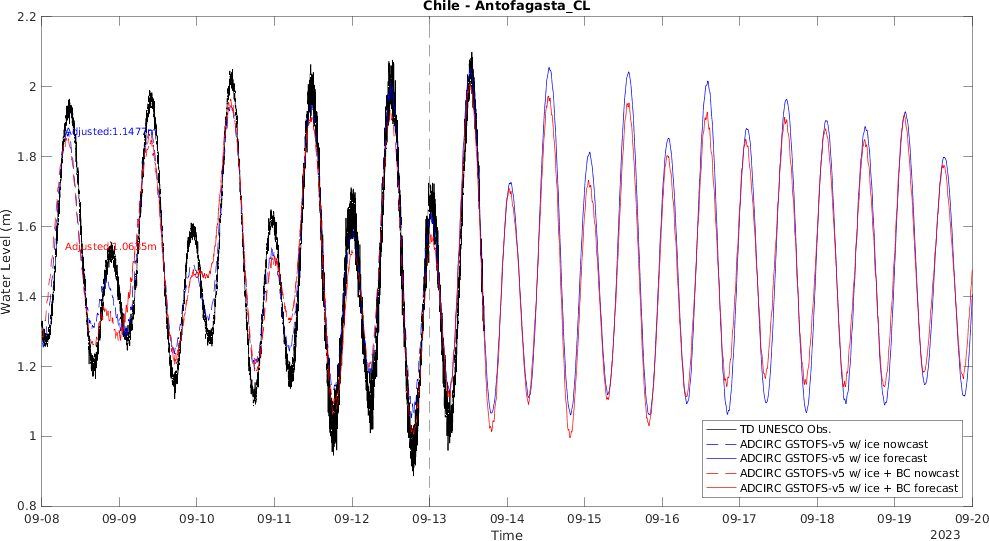 Chile - Antofagasta_CL
2.2
2
1.8
1.6
1.4
1.2
1
0.8
Water Level (m)
Adjusted:1.1477m
Adjusted:1.0635m
TD UNESCO Obs.
ADCIRC GSTOFS-v5 w/ ice nowcast
ADCIRC GSTOFS-v5 w/ ice forecast
ADCIRC GSTOFS-v5 w/ ice + BC nowcast
ADCIRC GSTOFS-v5 w/ ice + BC forecast
09-08 09-09 09-10 09-11 09-12 09-13 09-14 09-15 09-16 09-17 09-18 09-19 09-20
Time
2023